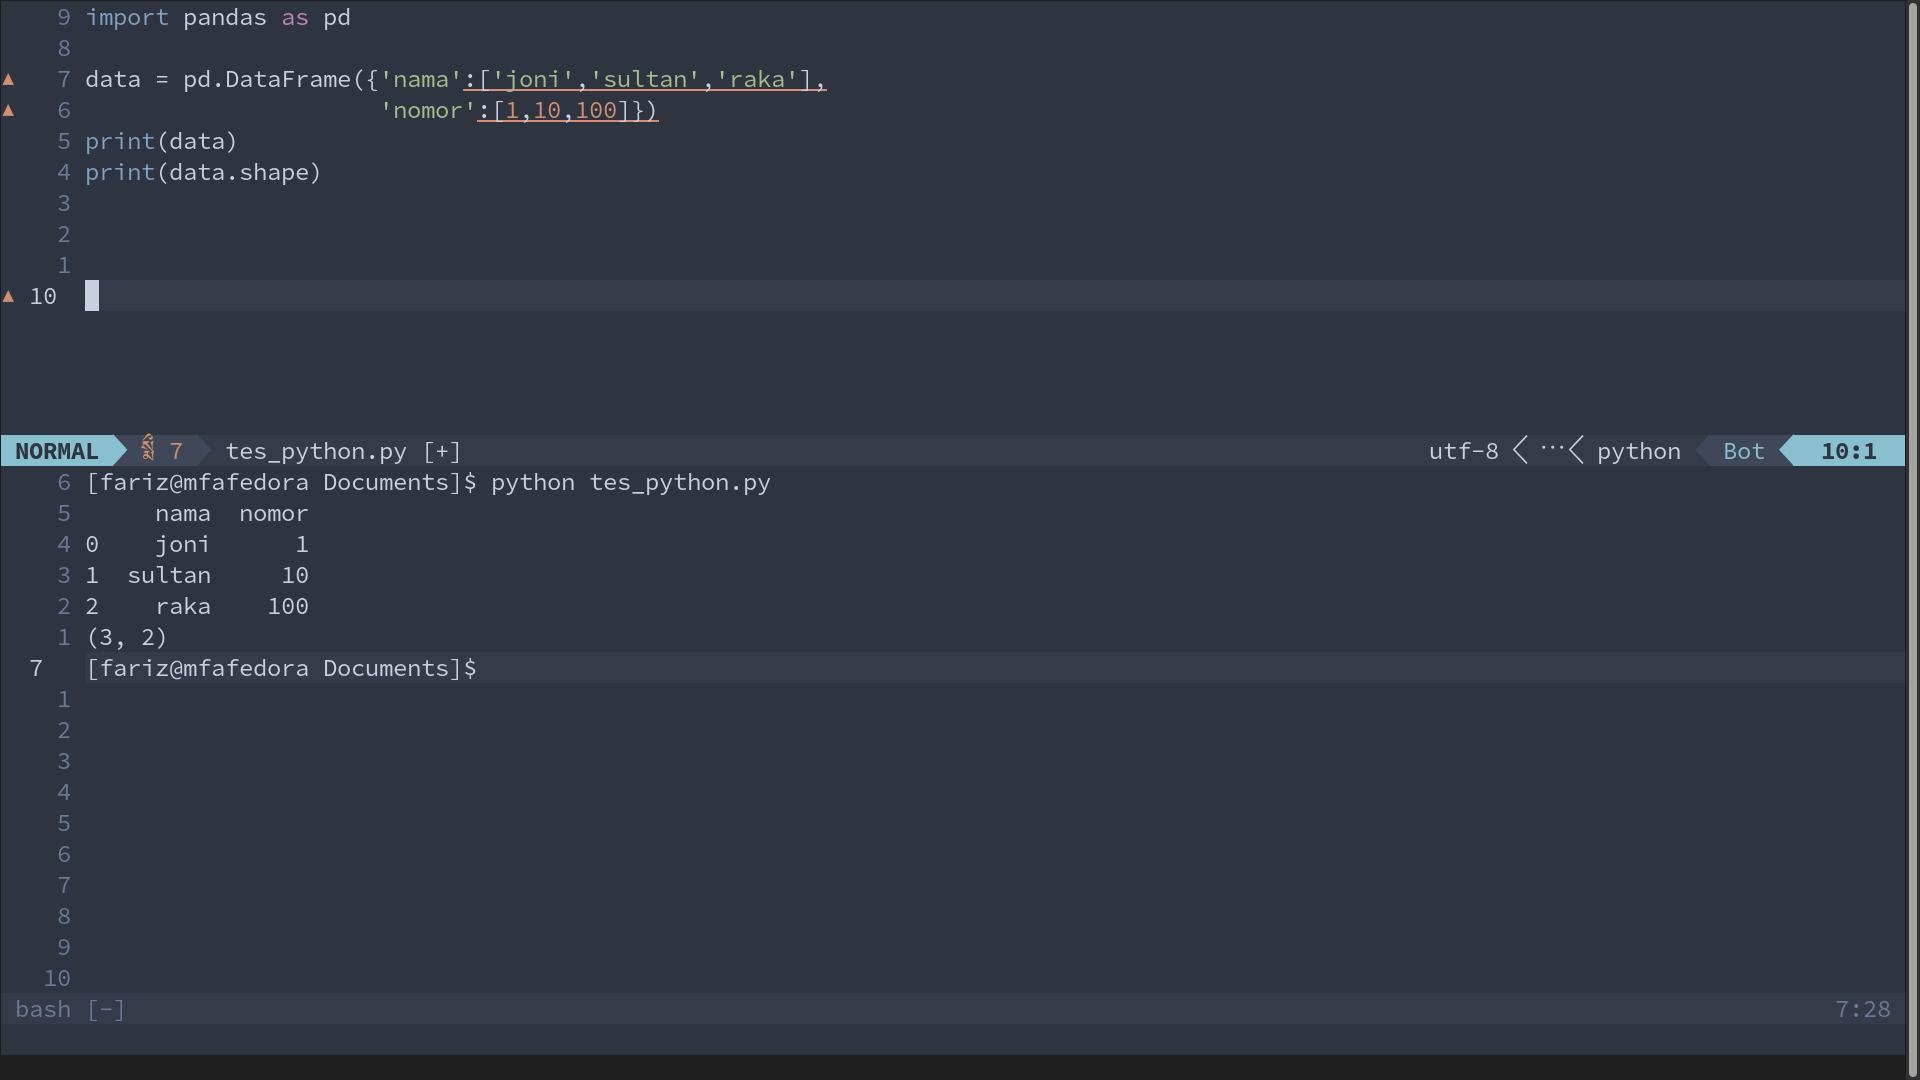 9 import pandas as pd
8
▲ 7 data = pd.DataFrame({'nama':['joni','sultan','raka'],
▲ 6                      'nomor':[1,10,100]})
5 print(data)
4 print(data.shape)
3
2
1
▲ 10
NORMAL 7 tes_python.py [+] utf-8 ⋯ python Bot 10:1
6 [fariz@mfafedora Documents]$ python tes_python.py
5      nama  nomor
4 0    joni      1
3 1  sultan     10
2 2    raka    100
1 (3, 2)
7 [fariz@mfafedora Documents]$
1
2
3
4
5
6
7
8
9
10
bash [-] 7:28